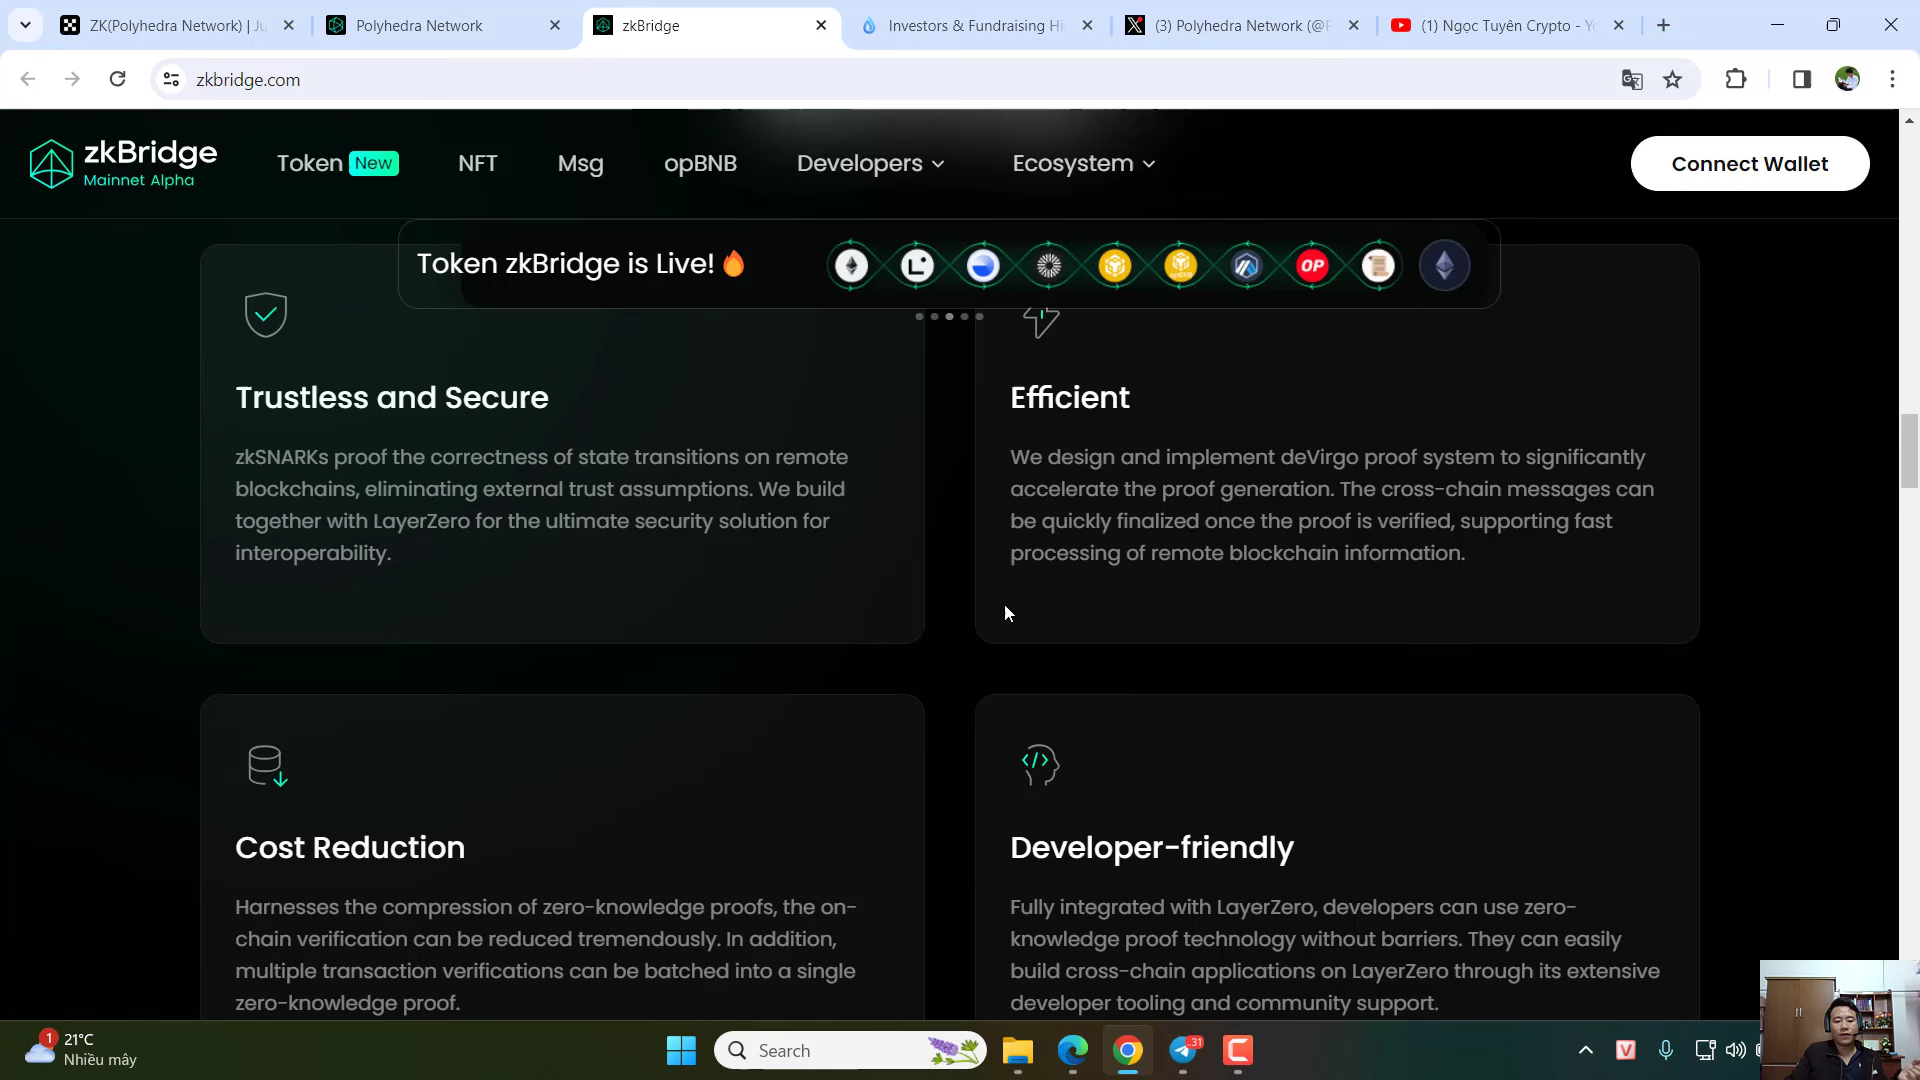 ZK(Polyhedra Network) | Ju
Polyhedra Network
zkBridge
Investors & Fundraising Hi
(3) Polyhedra Network (@P
(1) Ngọc Tuyên Crypto - Yo
zkbridge.com
zkBridge
Mainnet Alpha
Token New
NFT
Msg
opBNB
Developers
Ecosystem
Connect Wallet
Token zkBridge is Live!
OP
Trustless and Secure
zkSNARKs proof the correctness of state transitions on remote
blockchains, eliminating external trust assumptions. We build
together with LayerZero for the ultimate security solution for
interoperability.
Efficient
We design and implement deVirgo proof system to significantly
accelerate the proof generation. The cross-chain messages can
be quickly finalized once the proof is verified, supporting fast
processing of remote blockchain information.
Cost Reduction
Harnesses the compression of zero-knowledge proofs, the on-
chain verification can be reduced tremendously. In addition,
multiple transaction verifications can be batched into a single
zero-knowledge proof.
Developer-friendly
Fully integrated with LayerZero, developers can use zero-
knowledge proof technology without barriers. They can easily
build cross-chain applications on LayerZero through its extensive
developer tooling and community support.
1
21°C
Nhiều mây
Search
31
V